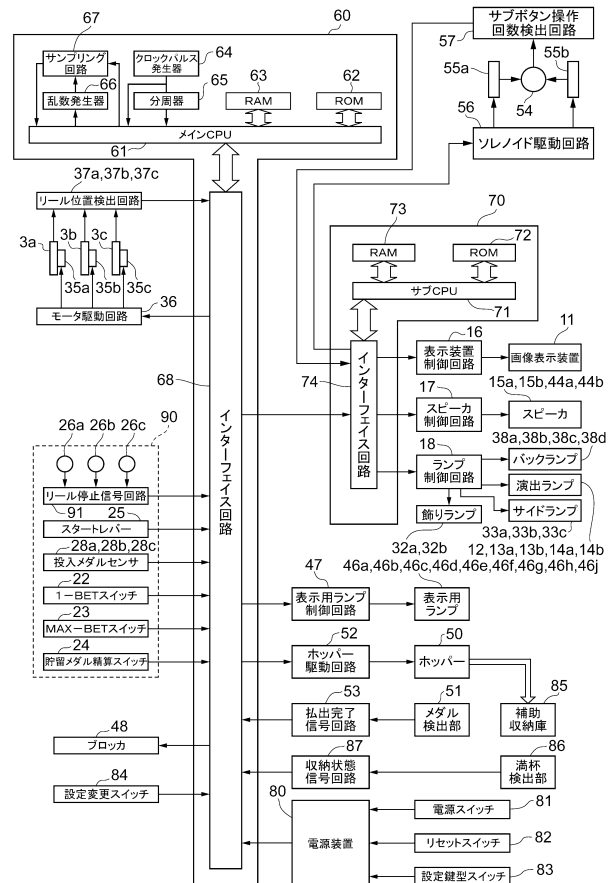 67
サンプリング
回路
クロックパルス
発生器
64
60
乱数発生器
66
分周器
65
63
RAM
62
ROM
メインCPU
61
サブボタン操作
回数検出回路
57
55a
55b
54
56
ソレノイド駆動回路
37a,37b,37c
リール位置検出回路
3a
3b
3c
35a
35b
35c
36
モータ駆動回路
73
RAM
72
ROM
70
サブCPU
71
68
インターフェイス回路
74
インターフェイス回路
16
表示装置
制御回路
11
画像表示装置
17
スピーカ
制御回路
15a,15b,44a,44b
スピーカ
18
ランプ
制御回路
38a,38b,38c,38d
バックランプ
演出ランプ
サイドランプ
飾りランプ
33a,33b,33c
12,13a,13b,14a,14b
32a,32b
46a,46b,46c,46d,46e,46f,46g,46h,46j
26a
26b
26c
90
リール停止信号回路
91
25
スタートレバー
28a,28b,28c
投入メダルセンサ
22
1－BETスイッチ
23
MAX－BETスイッチ
24
貯留メダル精算スイッチ
47
表示用ランプ
制御回路
表示用
ランプ
52
ホッパー
駆動回路
50
ホッパー
53
払出完了
信号回路
51
メダル
検出部
85
補助
収納庫
48
ブロッカ
87
収納状態
信号回路
86
満杯
検出部
84
設定変更スイッチ
80
電源装置
電源スイッチ
81
リセットスイッチ
82
設定鍵型スイッチ
83